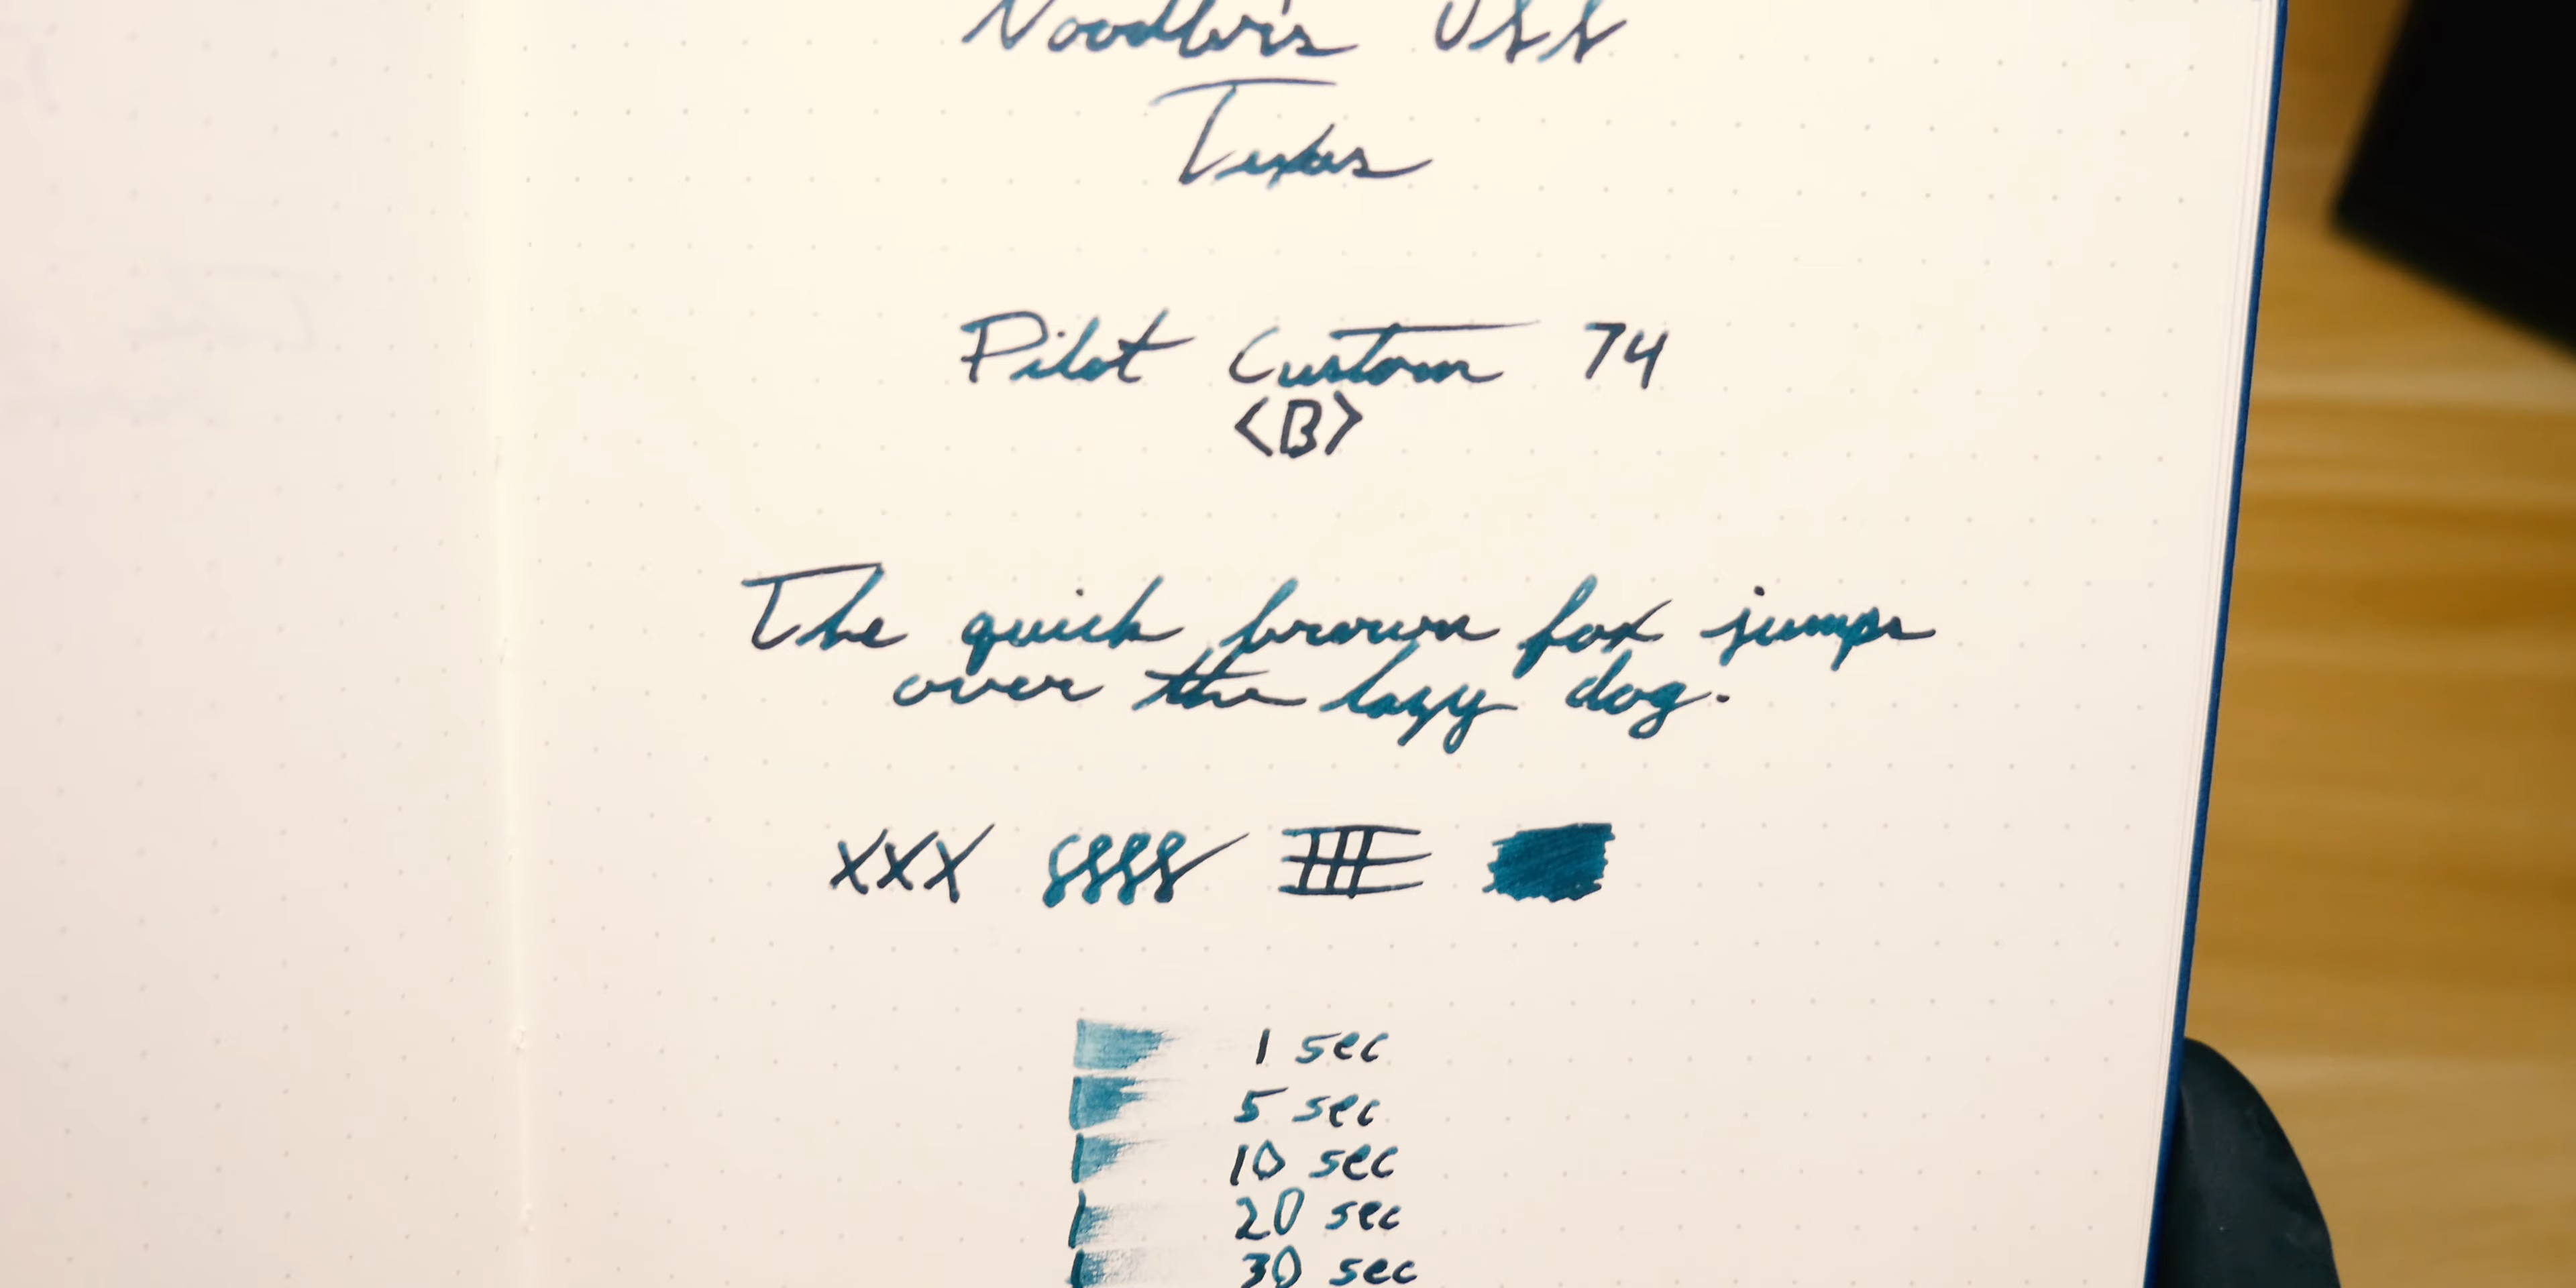 Noodler's USS
Texas
Pilot Custom 74
<B>
The quick brown fox jumps
over the lazy dog.
xxx
1 sec
5 sec
10 sec
20 sec
30 sec